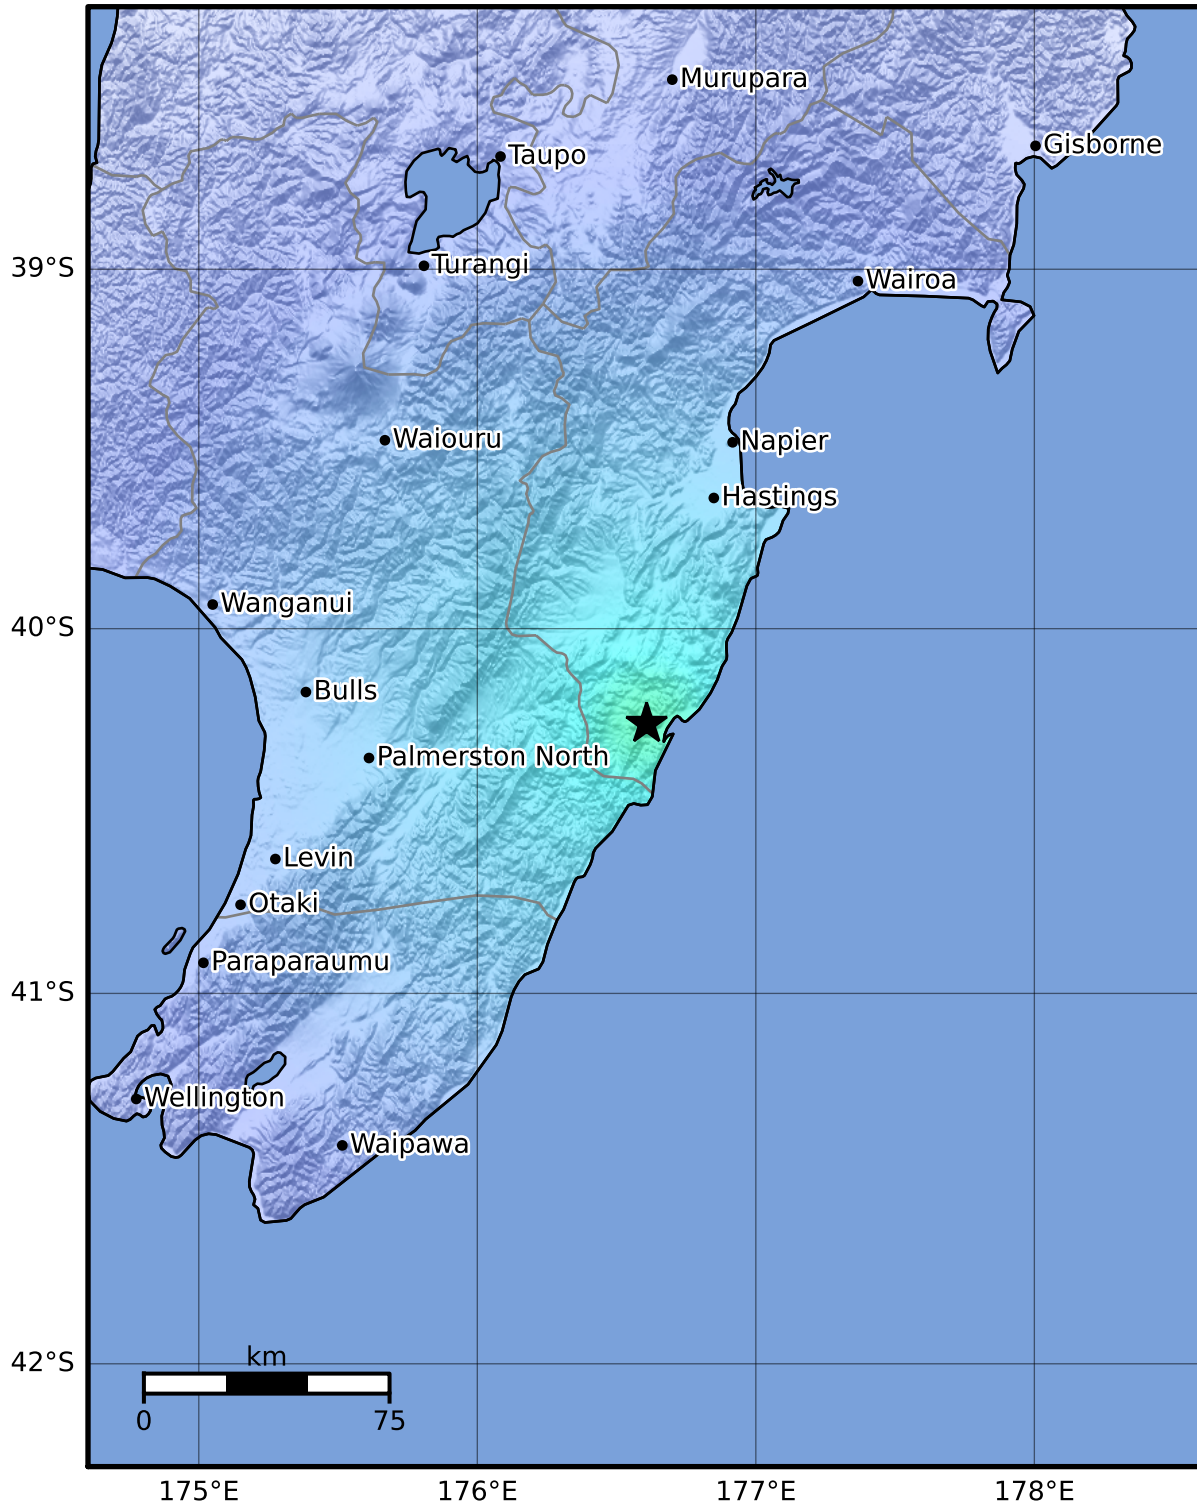 Murupara
Gisborne
Taupo
Turangi
39°S
Wairoa
Waiouru
Napier
Hastings
Wanganui
40°S
Bulls
Palmerston North
Levin
Otaki
Paraparaumu
41°S
Wellington
Waipawa
42°S
km
0 75
175°E 176°E 177°E 178°E